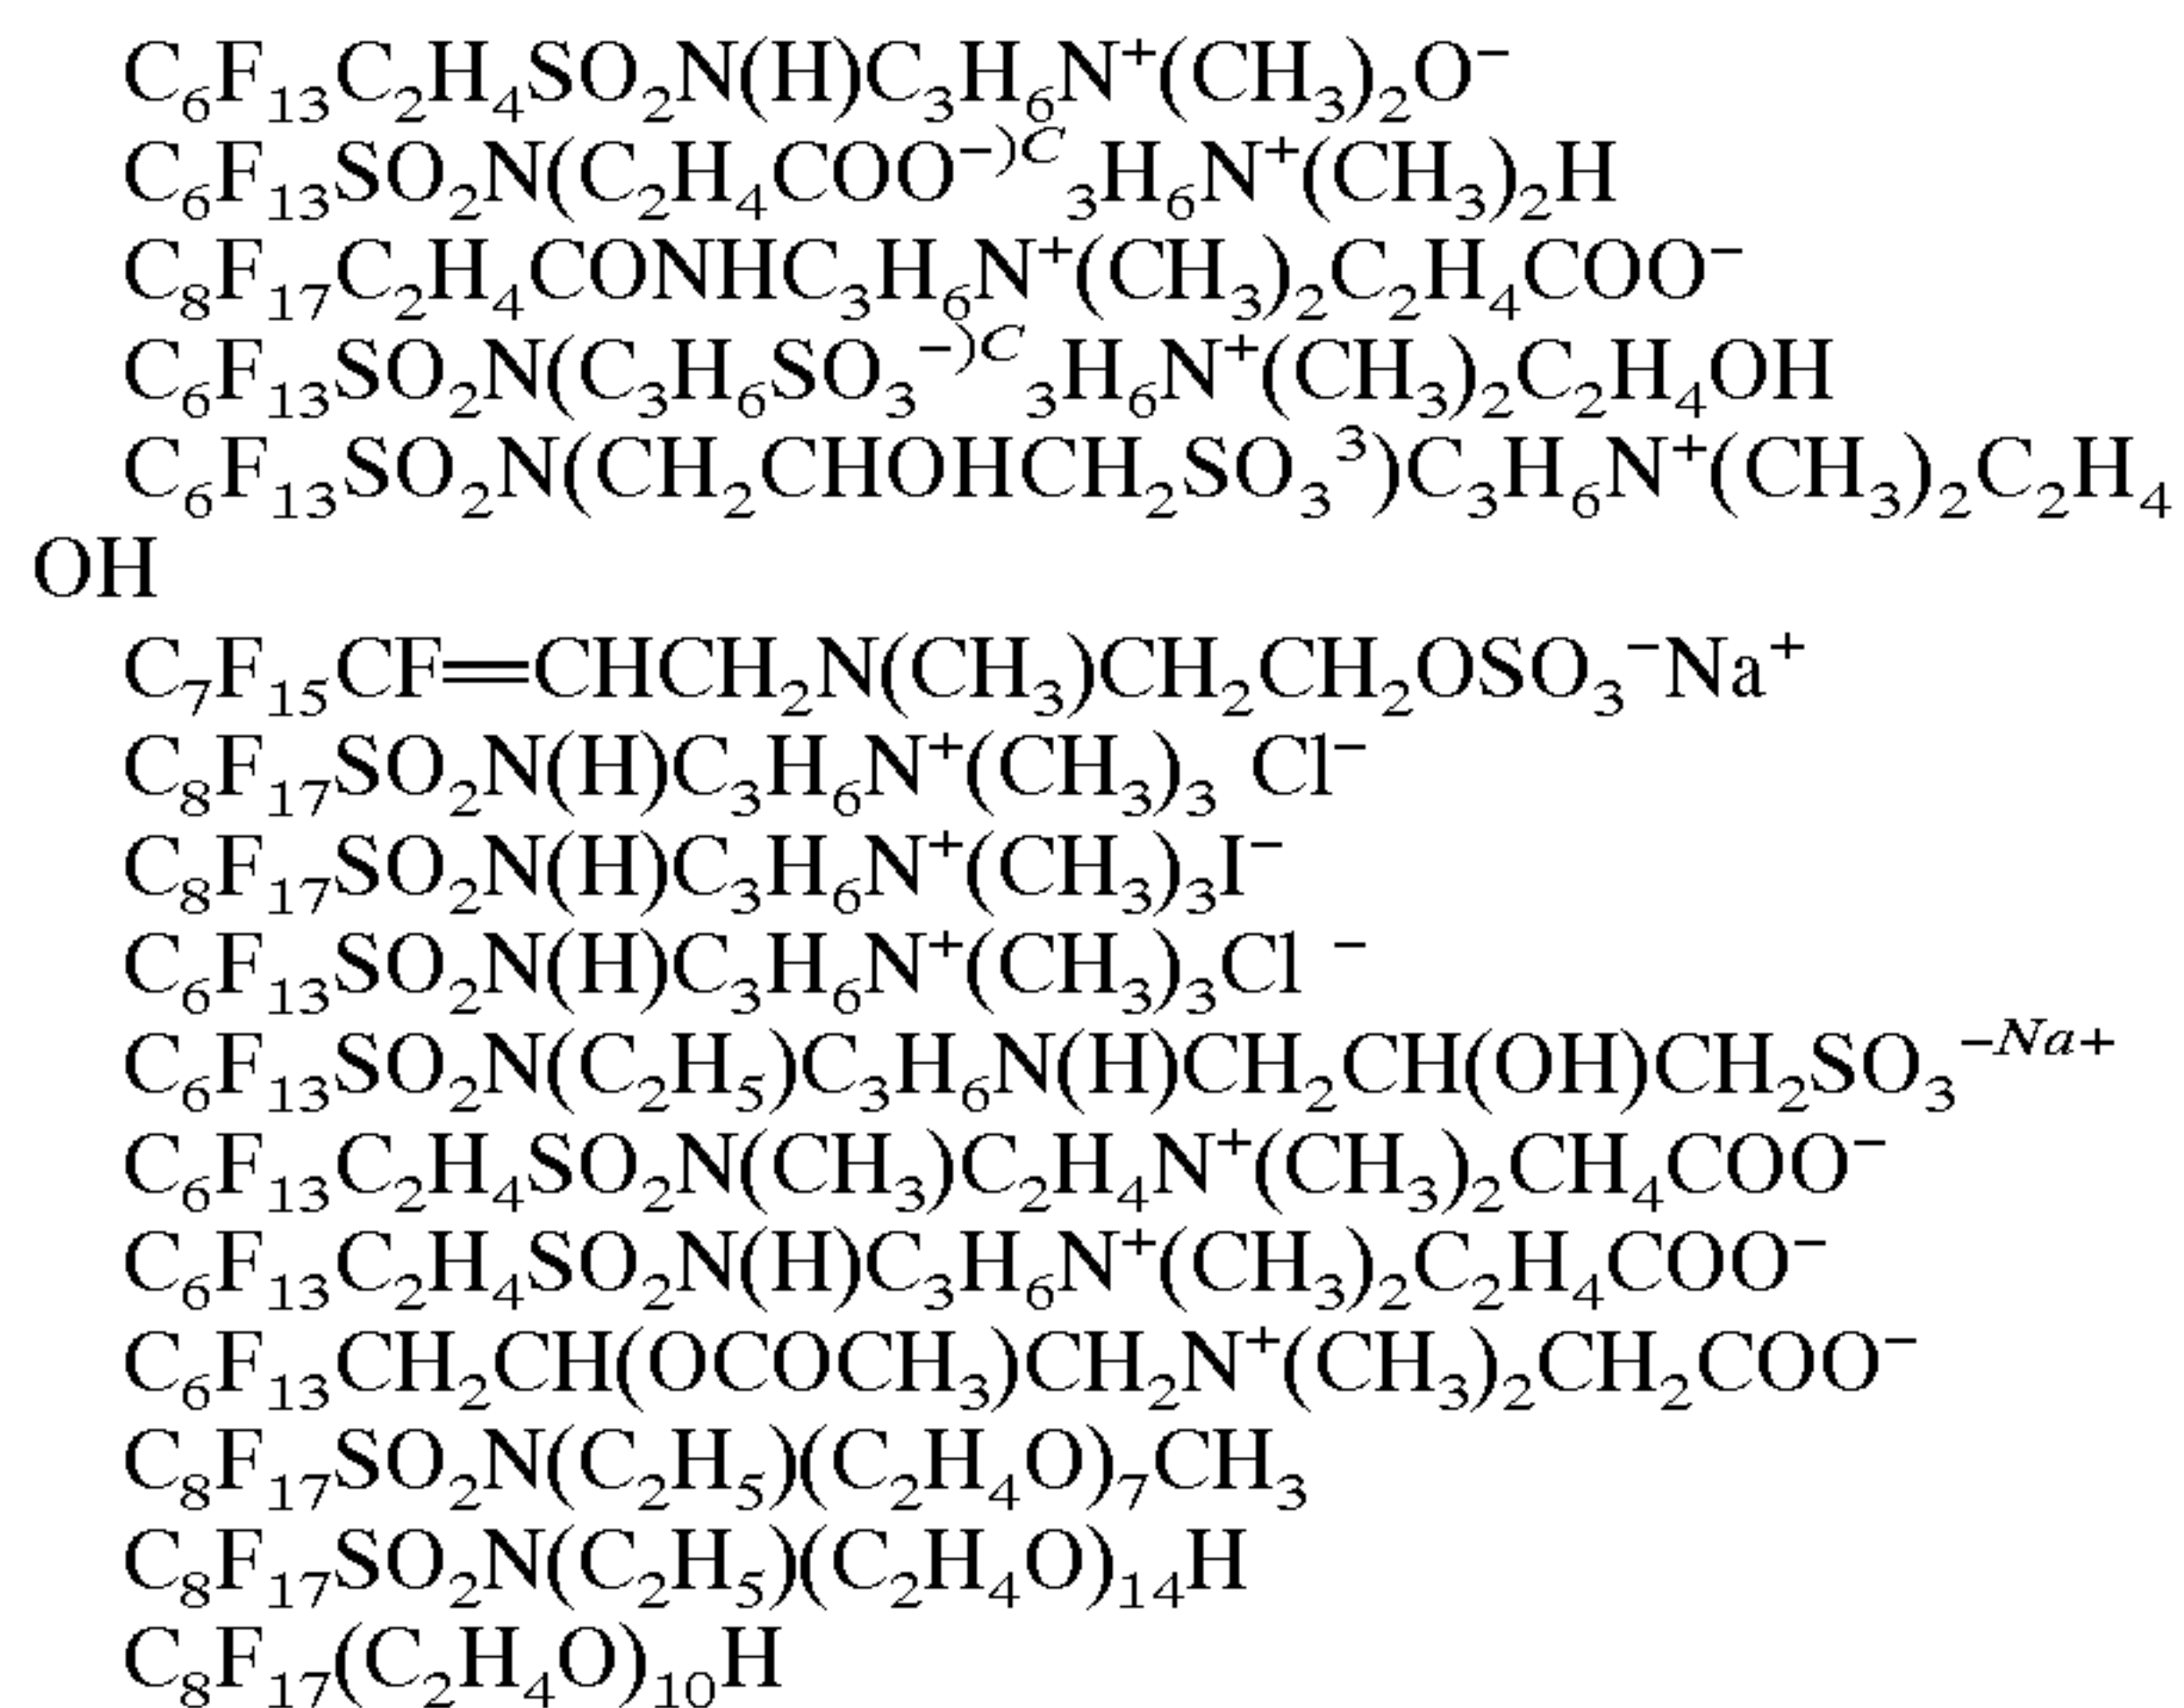 C₆F₁₃C₂H₄SO₂N(H)C₃H₆N⁺(CH₃)₂O⁻
C₆F₁₃SO₂N(C₂H₄COO⁻⁾ᶜ₃H₆N⁺(CH₃)₂H
C₈F₁₇C₂H₄CONHC₃H₆N⁺(CH₃)₂C₂H₄COO⁻
C₆F₁₃SO₂N(C₃H₆SO₃⁻⁾ᶜ₃H₆N⁺(CH₃)₂C₂H₄OH
C₆F₁₃SO₂N(CH₂CHOHCH₂SO₃³)C₃H₆N⁺(CH₃)₂C₂H₄
OH
C₇F₁₅CF=CHCH₂N(CH₃)CH₂CH₂OSO₃⁻Na⁺
C₈F₁₇SO₂N(H)C₃H₆N⁺(CH₃)₃ Cl⁻
C₈F₁₇SO₂N(H)C₃H₆N⁺(CH₃)₃I⁻
C₆F₁₃SO₂N(H)C₃H₆N⁺(CH₃)₃Cl ⁻
C₆F₁₃SO₂N(C₂H₅)C₃H₆N(H)CH₂CH(OH)CH₂SO₃⁻ᴺᵃ⁺
C₆F₁₃C₂H₄SO₂N(CH₃)C₂H₄N⁺(CH₃)₂CH₄COO⁻
C₆F₁₃C₂H₄SO₂N(H)C₃H₆N⁺(CH₃)₂C₂H₄COO⁻
C₆F₁₃CH₂CH(OCOCH₃)CH₂N⁺(CH₃)₂CH₂COO⁻
C₈F₁₇SO₂N(C₂H₅)(C₂H₄O)₇CH₃
C₈F₁₇SO₂N(C₂H₅)(C₂H₄O)₁₄H
C₈F₁₇(C₂H₄O)₁₀H